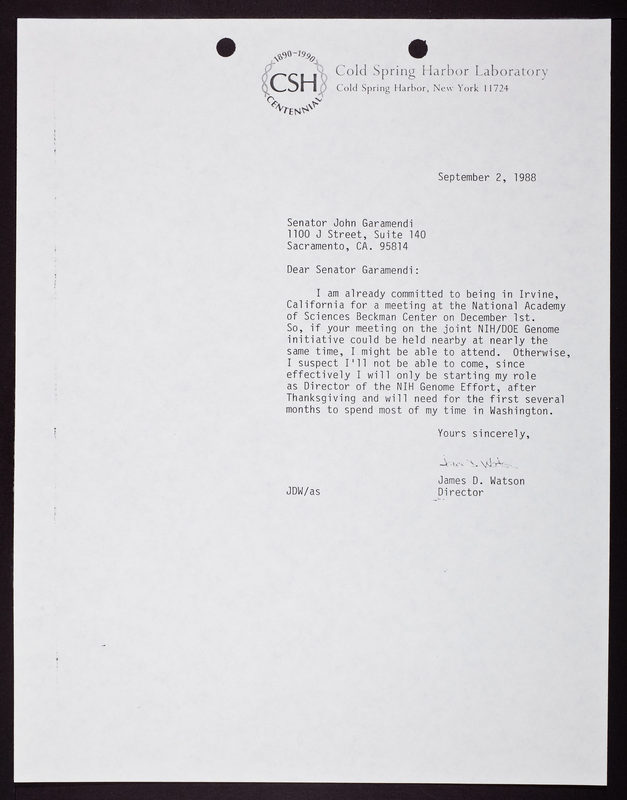 1890-1990
CSH
CENTENNIAL
Cold Spring Harbor Laboratory
Cold Spring Harbor, New York 11724
September 2, 1988
Senator John Garamendi
1100 J Street, Suite 140
Sacramento, CA. 95814
Dear Senator Garamendi:
I am already committed to being in Irvine,
California for a meeting at the National Academy
of Sciences Beckman Center on December 1st.
So, if your meeting on the joint NIH/DOE Genome
initiative could be held nearby at nearly the
same time, I might be able to attend. Otherwise,
I suspect I'll not be able to come, since
effectively I will only be starting my role
as Director of the NIH Genome Effort, after
Thanksgiving and will need for the first several
months to spend most of my time in Washington.
Yours sincerely,
James D. Watson
JDW/as
Director